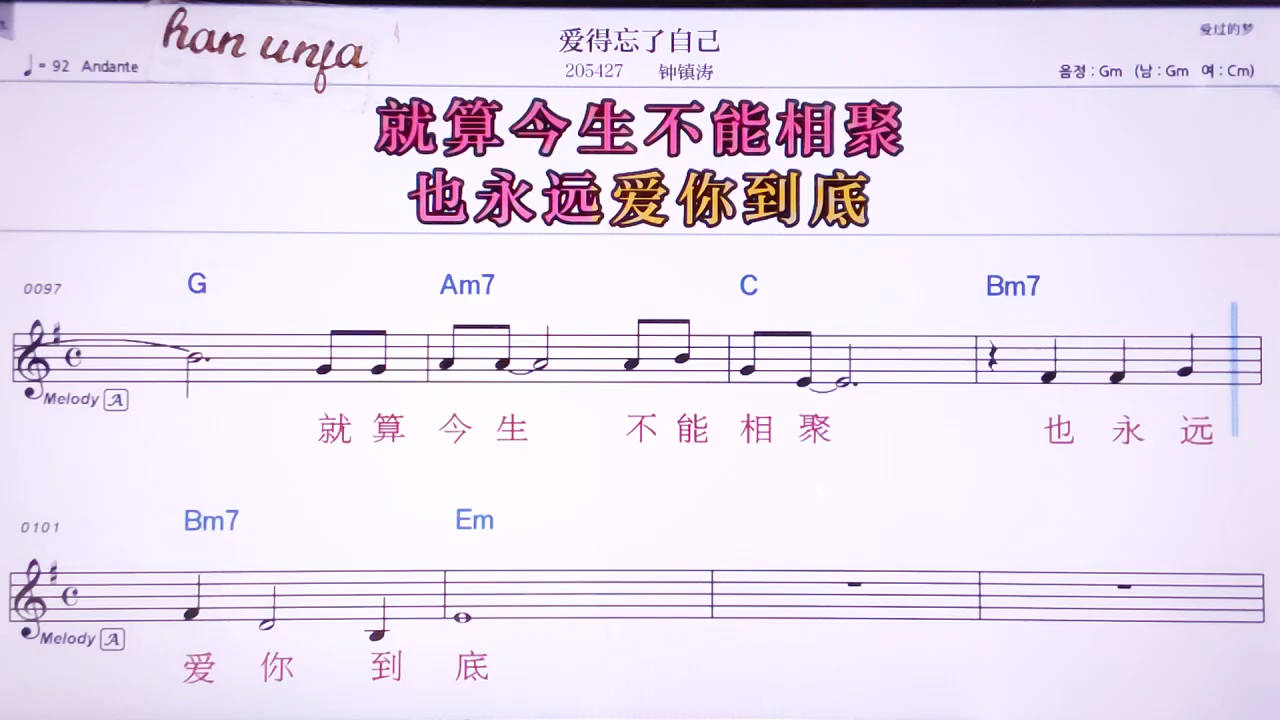 han unfa
爱得忘了自己
爱过的梦
♩= 92 Andante
205427 钟镇涛
음정 : Gm (남 : Gm 여 : Cm)
就算今生不能相聚
也永远爱你到底
0097 G Am7 C Bm7
Melody A
就算 今生 不能 相聚 也 永 远
0101 Bm7 Em
Melody A
爱 你 到 底